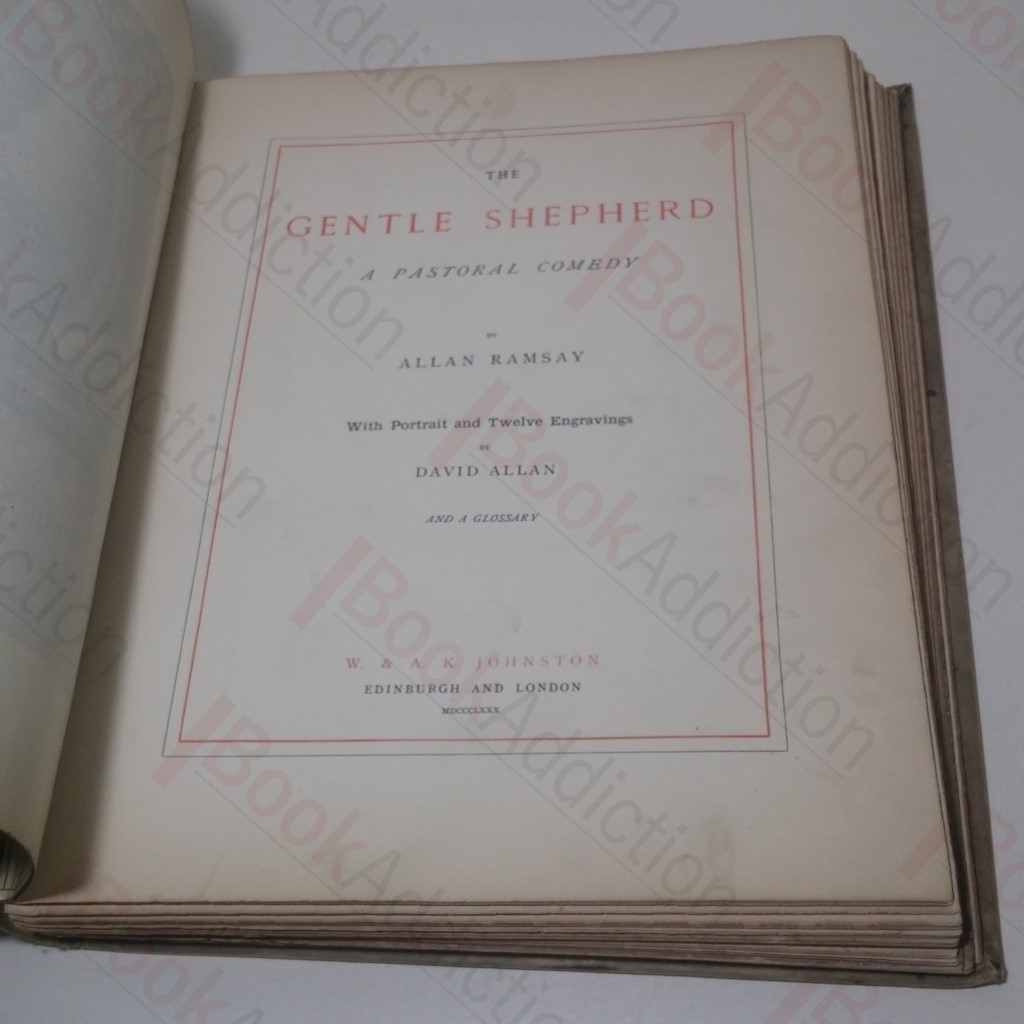 THE
GENTLE SHEPHERD
A PASTORAL COMEDY
BY
ALLAN RAMSAY
With Portrait and Twelve Engravings
BY
DAVID ALLAN
AND A GLOSSARY
W. & A. K. JOHNSTON
EDINBURGH AND LONDON
MDCCCLXXX
BookAddiction